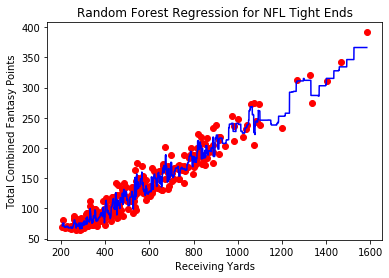 Random Forest Regression for NFL Tight Ends
400
350
300
250
200
150
100
50
Total Combined Fantasy Points
200 400 600 800 1000 1200 1400 1600
Receiving Yards